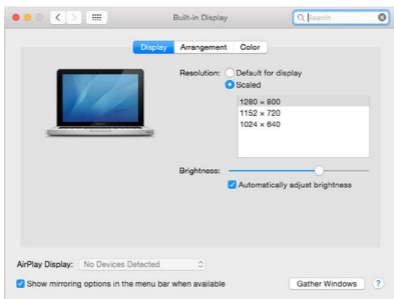 Built-in Display
Search
Display Arrangement Color
Resolution: Default for display
Scaled
1280 × 800
1152 × 720
1024 × 640
Brightness:
Automatically adjust brightness
AirPlay Display: No Devices Detected
Show mirroring options in the menu bar when available
Gather Windows ?